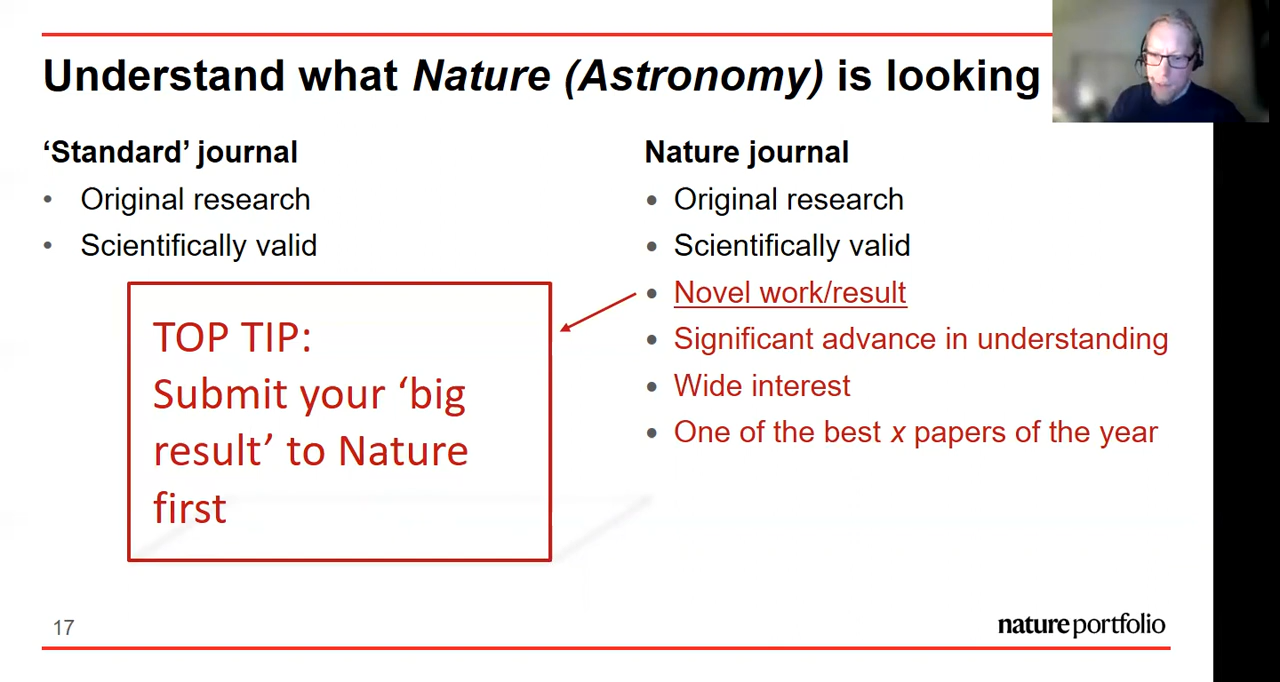 Understand what Nature (Astronomy) is looking
‘Standard’ journal
• Original research
• Scientifically valid
TOP TIP:
Submit your ‘big
result’ to Nature
first
Nature journal
• Original research
• Scientifically valid
• Novel work/result
• Significant advance in understanding
• Wide interest
• One of the best x papers of the year
17
natureportfolio